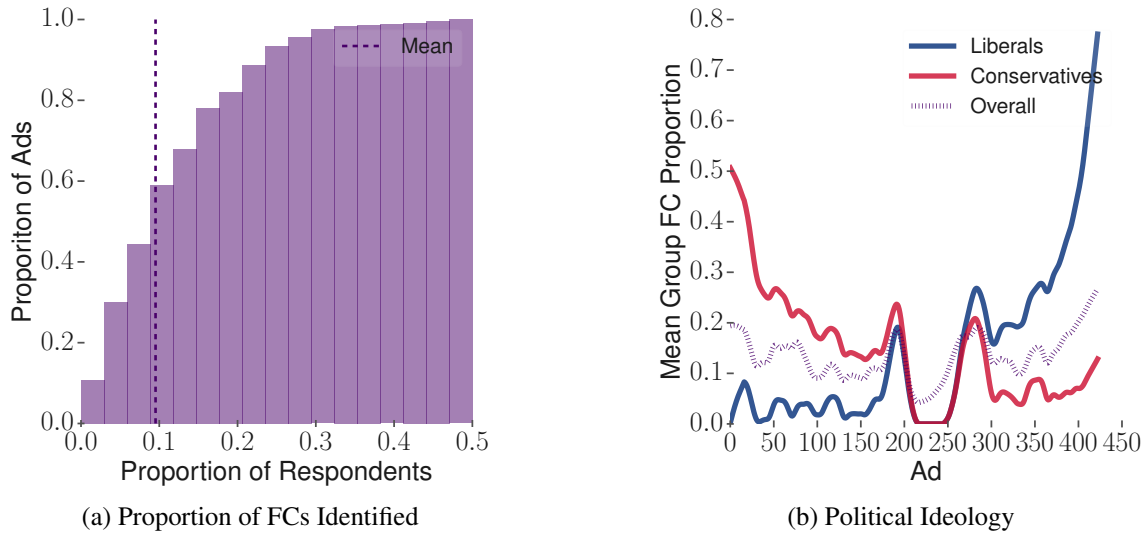 1.0
0.8
0.6
0.4
0.2
0.0
Proporiton of Ads
Mean
0.0 0.1 0.2 0.3 0.4 0.5
Proportion of Respondents
(a) Proportion of FCs Identified
0.8
0.7
0.6
0.5
0.4
0.3
0.2
0.1
0.0
Mean Group FC Proportion
Liberals
Conservatives
Overall
0 50 100 150 200 250 300 350 400 450
Ad
(b) Political Ideology